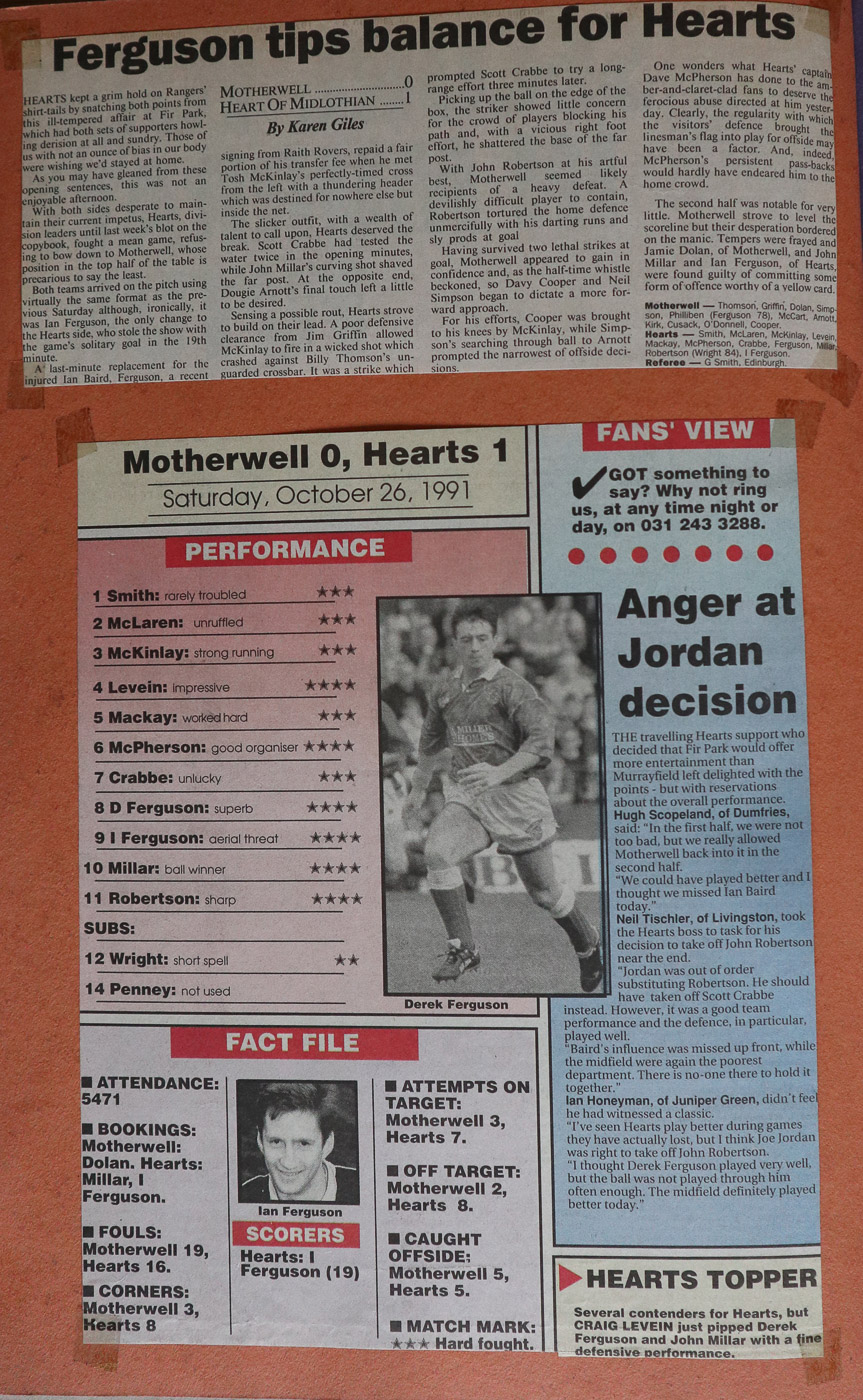 Ferguson tips balance for Hearts
HEARTS kept a grim hold on Rangers'
shirt-tails by snatching both points from
this ill-tempered affair at Fir Park,
which had both sets of supporters howl-
ing derision at all and sundry. Those of
us with not an ounce of bias in our body
were wishing we'd stayed at home.
As you may have gleaned from these
opening sentences, this was not an
enjoyable afternoon.
With both sides desperate to main-
tain their current impetus, Hearts, divi-
sion leaders until last week's blot on the
copybook, fought a mean game, refus-
ing to bow down to Motherwell, whose
position in the top half of the table is
precarious to say the least.
Both teams arrived on the pitch using
virtually the same format as the pre-
vious Saturday although, ironically, it
was Ian Ferguson, the only change to
the Hearts side, who stole the show with
the game's solitary goal in the 19th
minute.
A last-minute replacement for the
injured Ian Baird, Ferguson, a recent
MOTHERWELL ............................0
HEART OF MIDLOTHIAN .......1
By Karen Giles
signing from Raith Rovers, repaid a fair
portion of his transfer fee when he met
Tosh McKinlay's perfectly-timed cross
from the left with a thundering header
which was destined for nowhere else but
inside the net.
The slicker outfit, with a wealth of
talent to call upon, Hearts deserved the
break. Scott Crabbe had tested the
water twice in the opening minutes,
while John Millar's curving shot shaved
the far post. At the opposite end,
Dougie Arnott's final touch left a little
to be desired.
Sensing a possible rout, Hearts strove
to build on their lead. A poor defensive
clearance from Jim Griffin allowed
McKinlay to fire in a wicked shot which
crashed against Billy Thomson's un-
guarded crossbar. It was a strike which
prompted Scott Crabbe to try a long-
range effort three minutes later.
Picking up the ball on the edge of the
box, the striker showed little concern
for the crowd of players blocking his
path and, with a vicious right foot
effort, he shattered the base of the far
post.
With John Robertson at his artful
best, Motherwell seemed likely
recipients of a heavy defeat. A
devilishly difficult player to contain,
Robertson tortured the home defence
unmercifully with his darting runs and
sly prods at goal
Having survived two lethal strikes at
goal, Motherwell appeared to gain in
confidence and, as the half-time whistle
beckoned, so Davy Cooper and Neil
Simpson began to dictate a more for-
ward approach.
For his efforts, Cooper was brought
to his knees by McKinlay, while Simp-
son's searching through ball to Arnott
prompted the narrowest of offside deci-
sions.
One wonders what Hearts' captain
Dave McPherson has done to the am-
ber-and-claret-clad fans to deserve the
ferocious abuse directed at him yester-
day. Clearly, the regularity with which
the visitors' defence brought the
linesman's flag into play for offside may
have been a factor. And, indeed,
McPherson's persistent pass-backs
would hardly have endeared him to the
home crowd.
The second half was notable for very
little. Motherwell strove to level the
scoreline but their desperation bordered
on the manic. Tempers were frayed and
Jamie Dolan, of Motherwell, and John
Millar and Ian Ferguson, of Hearts,
were found guilty of committing some
form of offence worthy of a yellow card.
Motherwell — Thomson, Griffin, Dolan, Simp-
son, Philliben (Ferguson 78), McCart, Arnott,
Kirk, Cusack, O'Donnell, Cooper.
Hearts — Smith, McLaren, McKinlay, Levein,
Mackay, McPherson, Crabbe, Ferguson, Millar,
Robertson (Wright 84), I Ferguson.
Referee — G Smith, Edinburgh.
Motherwell 0, Hearts 1
Saturday, October 26, 1991
PERFORMANCE
1 Smith: rarely troubled ★★★
2 McLaren: unruffled ★★★
3 McKinlay: strong running ★★★
4 Levein: impressive ★★★★
5 Mackay: worked hard ★★★
6 McPherson: good organiser ★★★★
7 Crabbe: unlucky ★★★
8 D Ferguson: superb ★★★★
9 I Ferguson: aerial threat ★★★★
10 Millar: ball winner ★★★★
11 Robertson: sharp ★★★★
SUBS:
12 Wright: short spell ★★
14 Penney: not used
MILLER
HOMES
Derek Ferguson
FACT FILE
■ ATTENDANCE:
5471
■ BOOKINGS:
Motherwell:
Dolan. Hearts:
Millar, I
Ferguson.
■ FOULS:
Motherwell 19,
Hearts 16.
■ CORNERS:
Motherwell 3,
Hearts 8
Ian Ferguson
SCORERS
Hearts: I
Ferguson (19)
■ ATTEMPTS ON
TARGET:
Motherwell 3,
Hearts 7.
■ OFF TARGET:
Motherwell 2,
Hearts 8.
■ CAUGHT
OFFSIDE:
Motherwell 5,
Hearts 5.
■ MATCH MARK:
★★★ Hard fought.
FANS' VIEW
✔GOT something to
say? Why not ring
us, at any time night or
day, on 031 243 3288.
Anger at
Jordan
decision
THE travelling Hearts support who
decided that Fir Park would offer
more entertainment than
Murrayfield left delighted with the
points - but with reservations
about the overall performance.
Hugh Scopeland, of Dumfries,
said: "In the first half, we were not
too bad, but we really allowed
Motherwell back into it in the
second half.
"We could have played better and I
thought we missed Ian Baird
today."
Neil Tischler, of Livingston, took
the Hearts boss to task for his
decision to take off John Robertson
near the end.
"Jordan was out of order
substituting Robertson. He should
have taken off Scott Crabbe
instead. However, it was a good team
performance and the defence, in particular,
played well.
"Baird's influence was missed up front, while
the midfield were again the poorest
department. There is no-one there to hold it
together."
Ian Honeyman, of Juniper Green, didn't feel
he had witnessed a classic.
"I've seen Hearts play better during games
they have actually lost, but I think Joe Jordan
was right to take off John Robertson.
"I thought Derek Ferguson played very well,
but the ball was not played through him
often enough. The midfield definitely played
better today."
HEARTS TOPPER
Several contenders for Hearts, but
CRAIG LEVEIN just pipped Derek
Ferguson and John Millar with a fine
defensive performance.